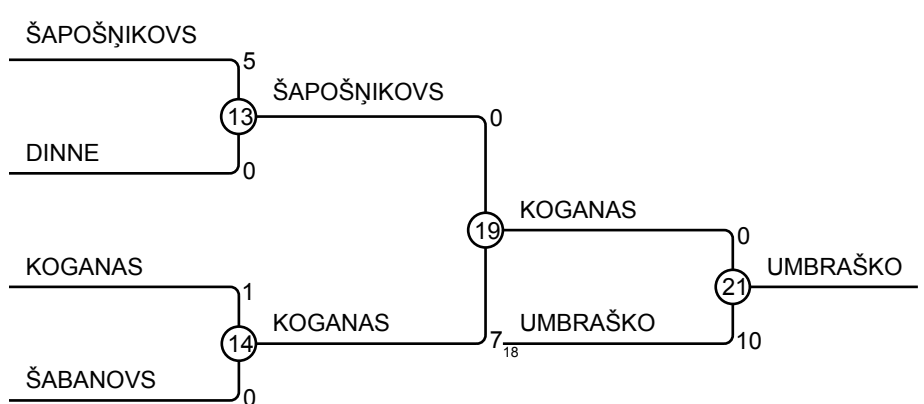 ŠAPOŠŅIKOVS
5
ŠAPOŠŅIKOVS
13
0
DINNE
0
KOGANAS
19
0
KOGANAS
UMBRAŠKO
21
1
KOGANAS
7
18
UMBRAŠKO
14
10
ŠABANOVS
0